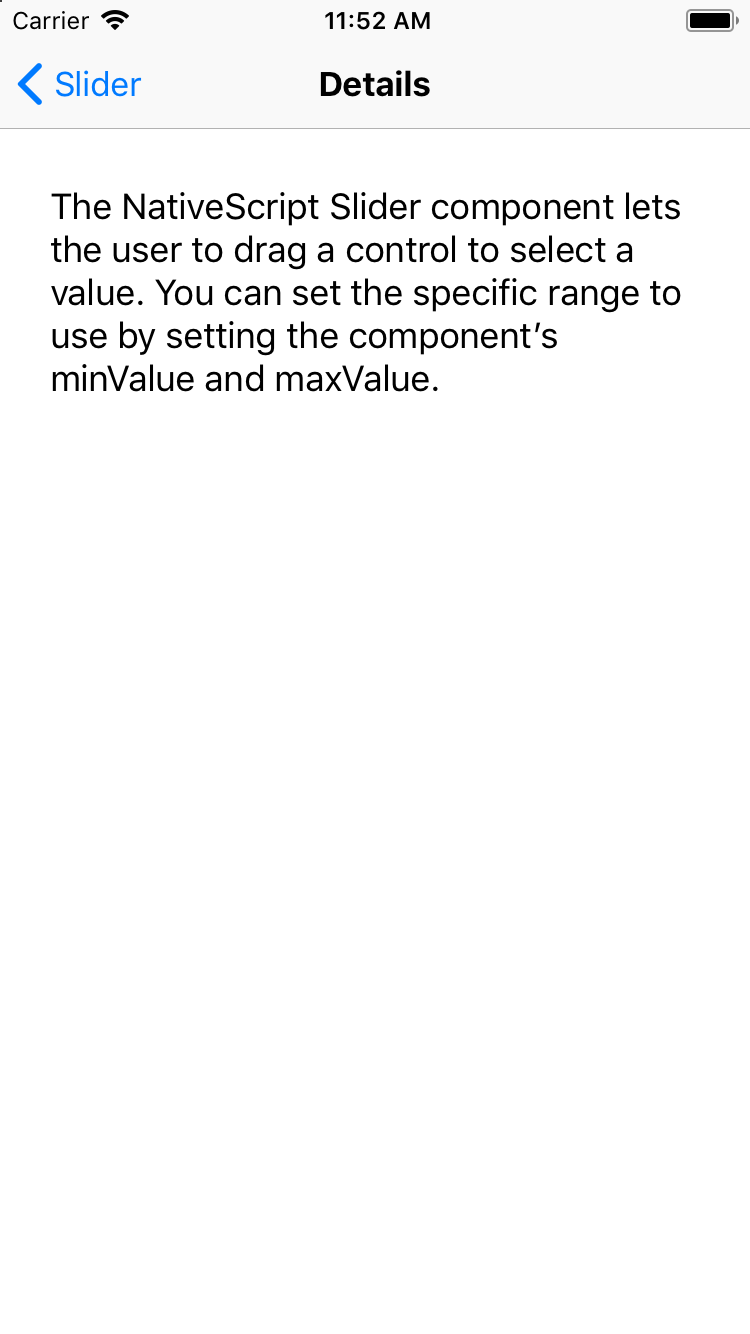 Carrier
11:52 AM
Slider
Details
The NativeScript Slider component lets
the user to drag a control to select a
value. You can set the specific range to
use by setting the component’s
minValue and maxValue.